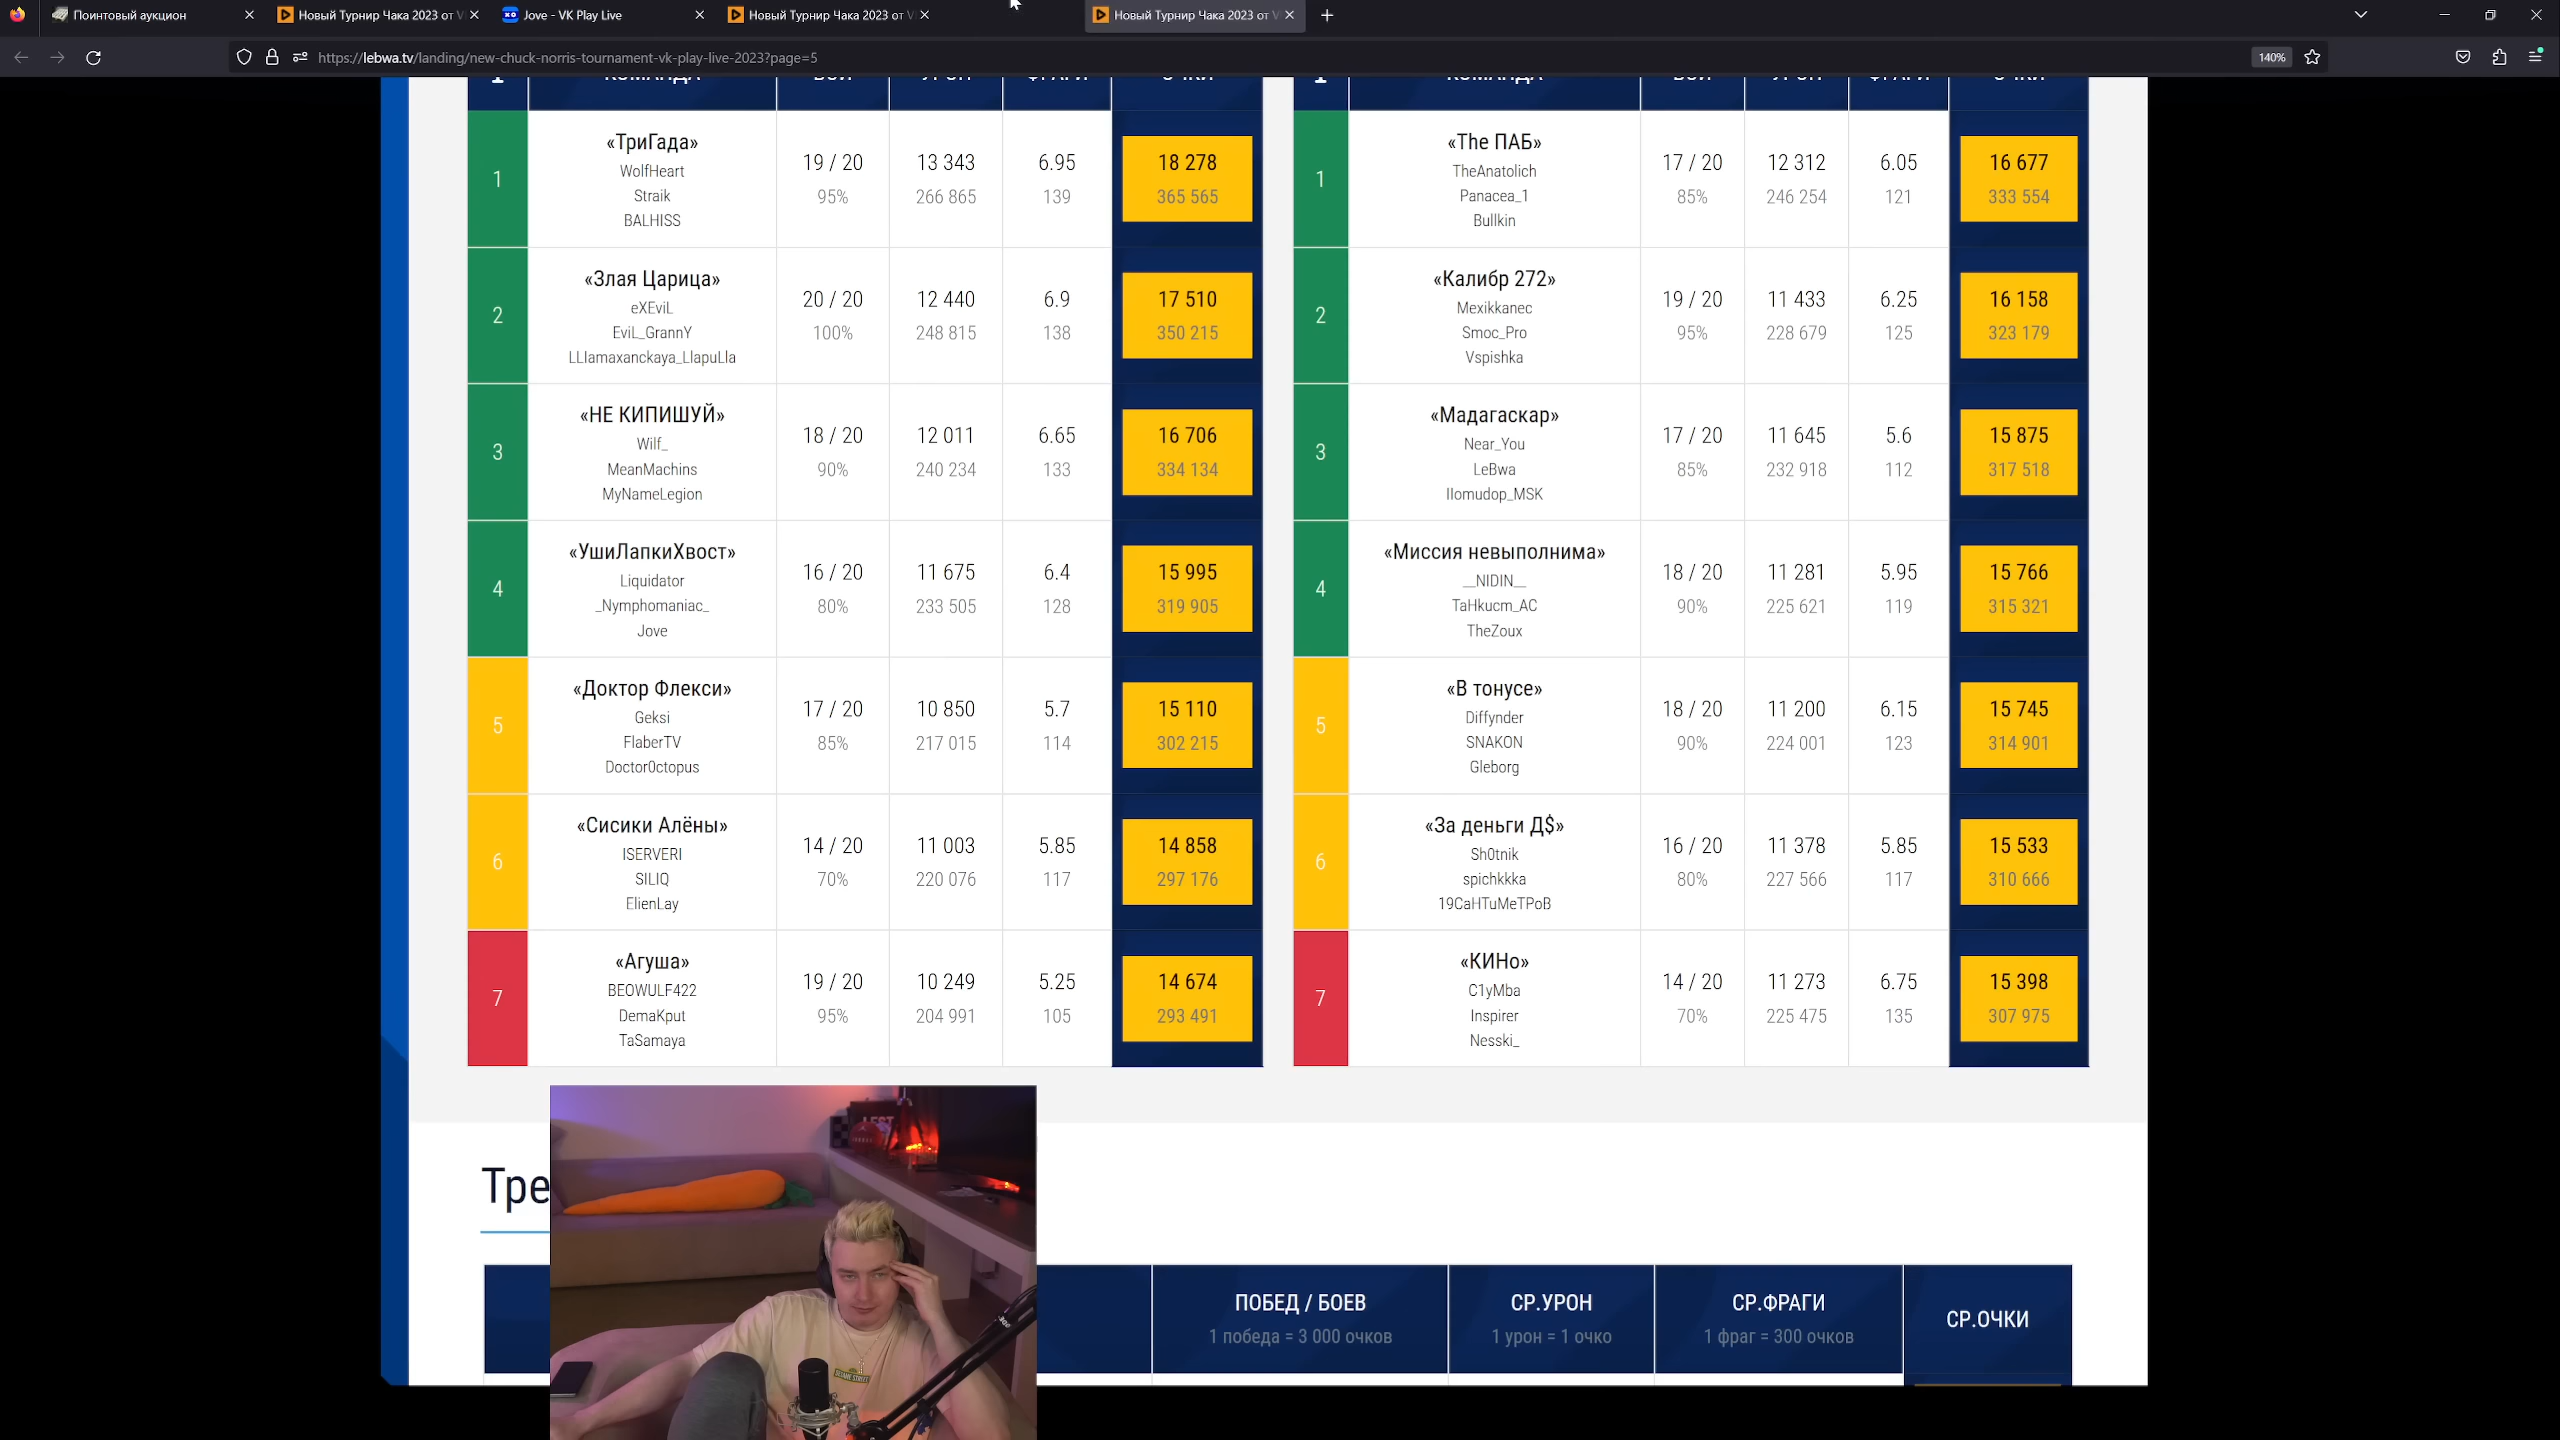 Поинтовый аукцион
Новый Турнир Чака 2023 от V
Jove - VK Play Live
Новый Турнир Чака 2023 от V
Новый Турнир Чака 2023 от V
https://lebwa.tv/landing/new-chuck-norris-tournament-vk-play-live-2023?page=5
140%
1 КОМАНДА БОИ УРОН ФРАГИ ОЧКИ
1
«ТриГада»
WolfHeart
Straik
BALHISS
19 / 20
95%
13 343
266 865
6.95
139
18 278
365 565
2
«Злая Царица»
eXEviL
EviL_GrannY
LLIamaxanckaya_LlapuLla
20 / 20
100%
12 440
248 815
6.9
138
17 510
350 215
3
«НЕ КИПИШУЙ»
Wilf_
MeanMachins
MyNameLegion
18 / 20
90%
12 011
240 234
6.65
133
16 706
334 134
4
«УшиЛапкиХвост»
Liquidator
_Nymphomaniac_
Jove
16 / 20
80%
11 675
233 505
6.4
128
15 995
319 905
5
«Доктор Флекси»
Geksi
FlaberTV
Doctor0ctopus
17 / 20
85%
10 850
217 015
5.7
114
15 110
302 215
6
«Сисики Алёны»
ISERVERI
SILIQ
ElienLay
14 / 20
70%
11 003
220 076
5.85
117
14 858
297 176
7
«Агуша»
BEOWULF422
DemaKput
TaSamaya
19 / 20
95%
10 249
204 991
5.25
105
14 674
293 491
1 КОМАНДА БОИ УРОН ФРАГИ ОЧКИ
1
«The ПАБ»
TheAnatolich
Panacea_1
Bullkin
17 / 20
85%
12 312
246 254
6.05
121
16 677
333 554
2
«Калибр 272»
Mexikkanec
Smoc_Pro
Vspishka
19 / 20
95%
11 433
228 679
6.25
125
16 158
323 179
3
«Мадагаскар»
Near_You
LeBwa
IIomudop_MSK
17 / 20
85%
11 645
232 918
5.6
112
15 875
317 518
4
«Миссия невыполнима»
__NIDIN__
TaHkucm_AC
TheZoux
18 / 20
90%
11 281
225 621
5.95
119
15 766
315 321
5
«В тонусе»
Diffynder
SNAKON
Gleborg
18 / 20
90%
11 200
224 001
6.15
123
15 745
314 901
6
«За деньги Д$»
Sh0tnik
spichkkka
19CaHTuMeTPoB
16 / 20
80%
11 378
227 566
5.85
117
15 533
310 666
7
«КИНо»
C1yMba
Inspirer
Nesski_
14 / 20
70%
11 273
225 475
6.75
135
15 398
307 975
Тре
ПОБЕД / БОЕВ
1 победа = 3 000 очков
СР.УРОН
1 урон = 1 очко
СР.ФРАГИ
1 фраг = 300 очков
СР.ОЧКИ